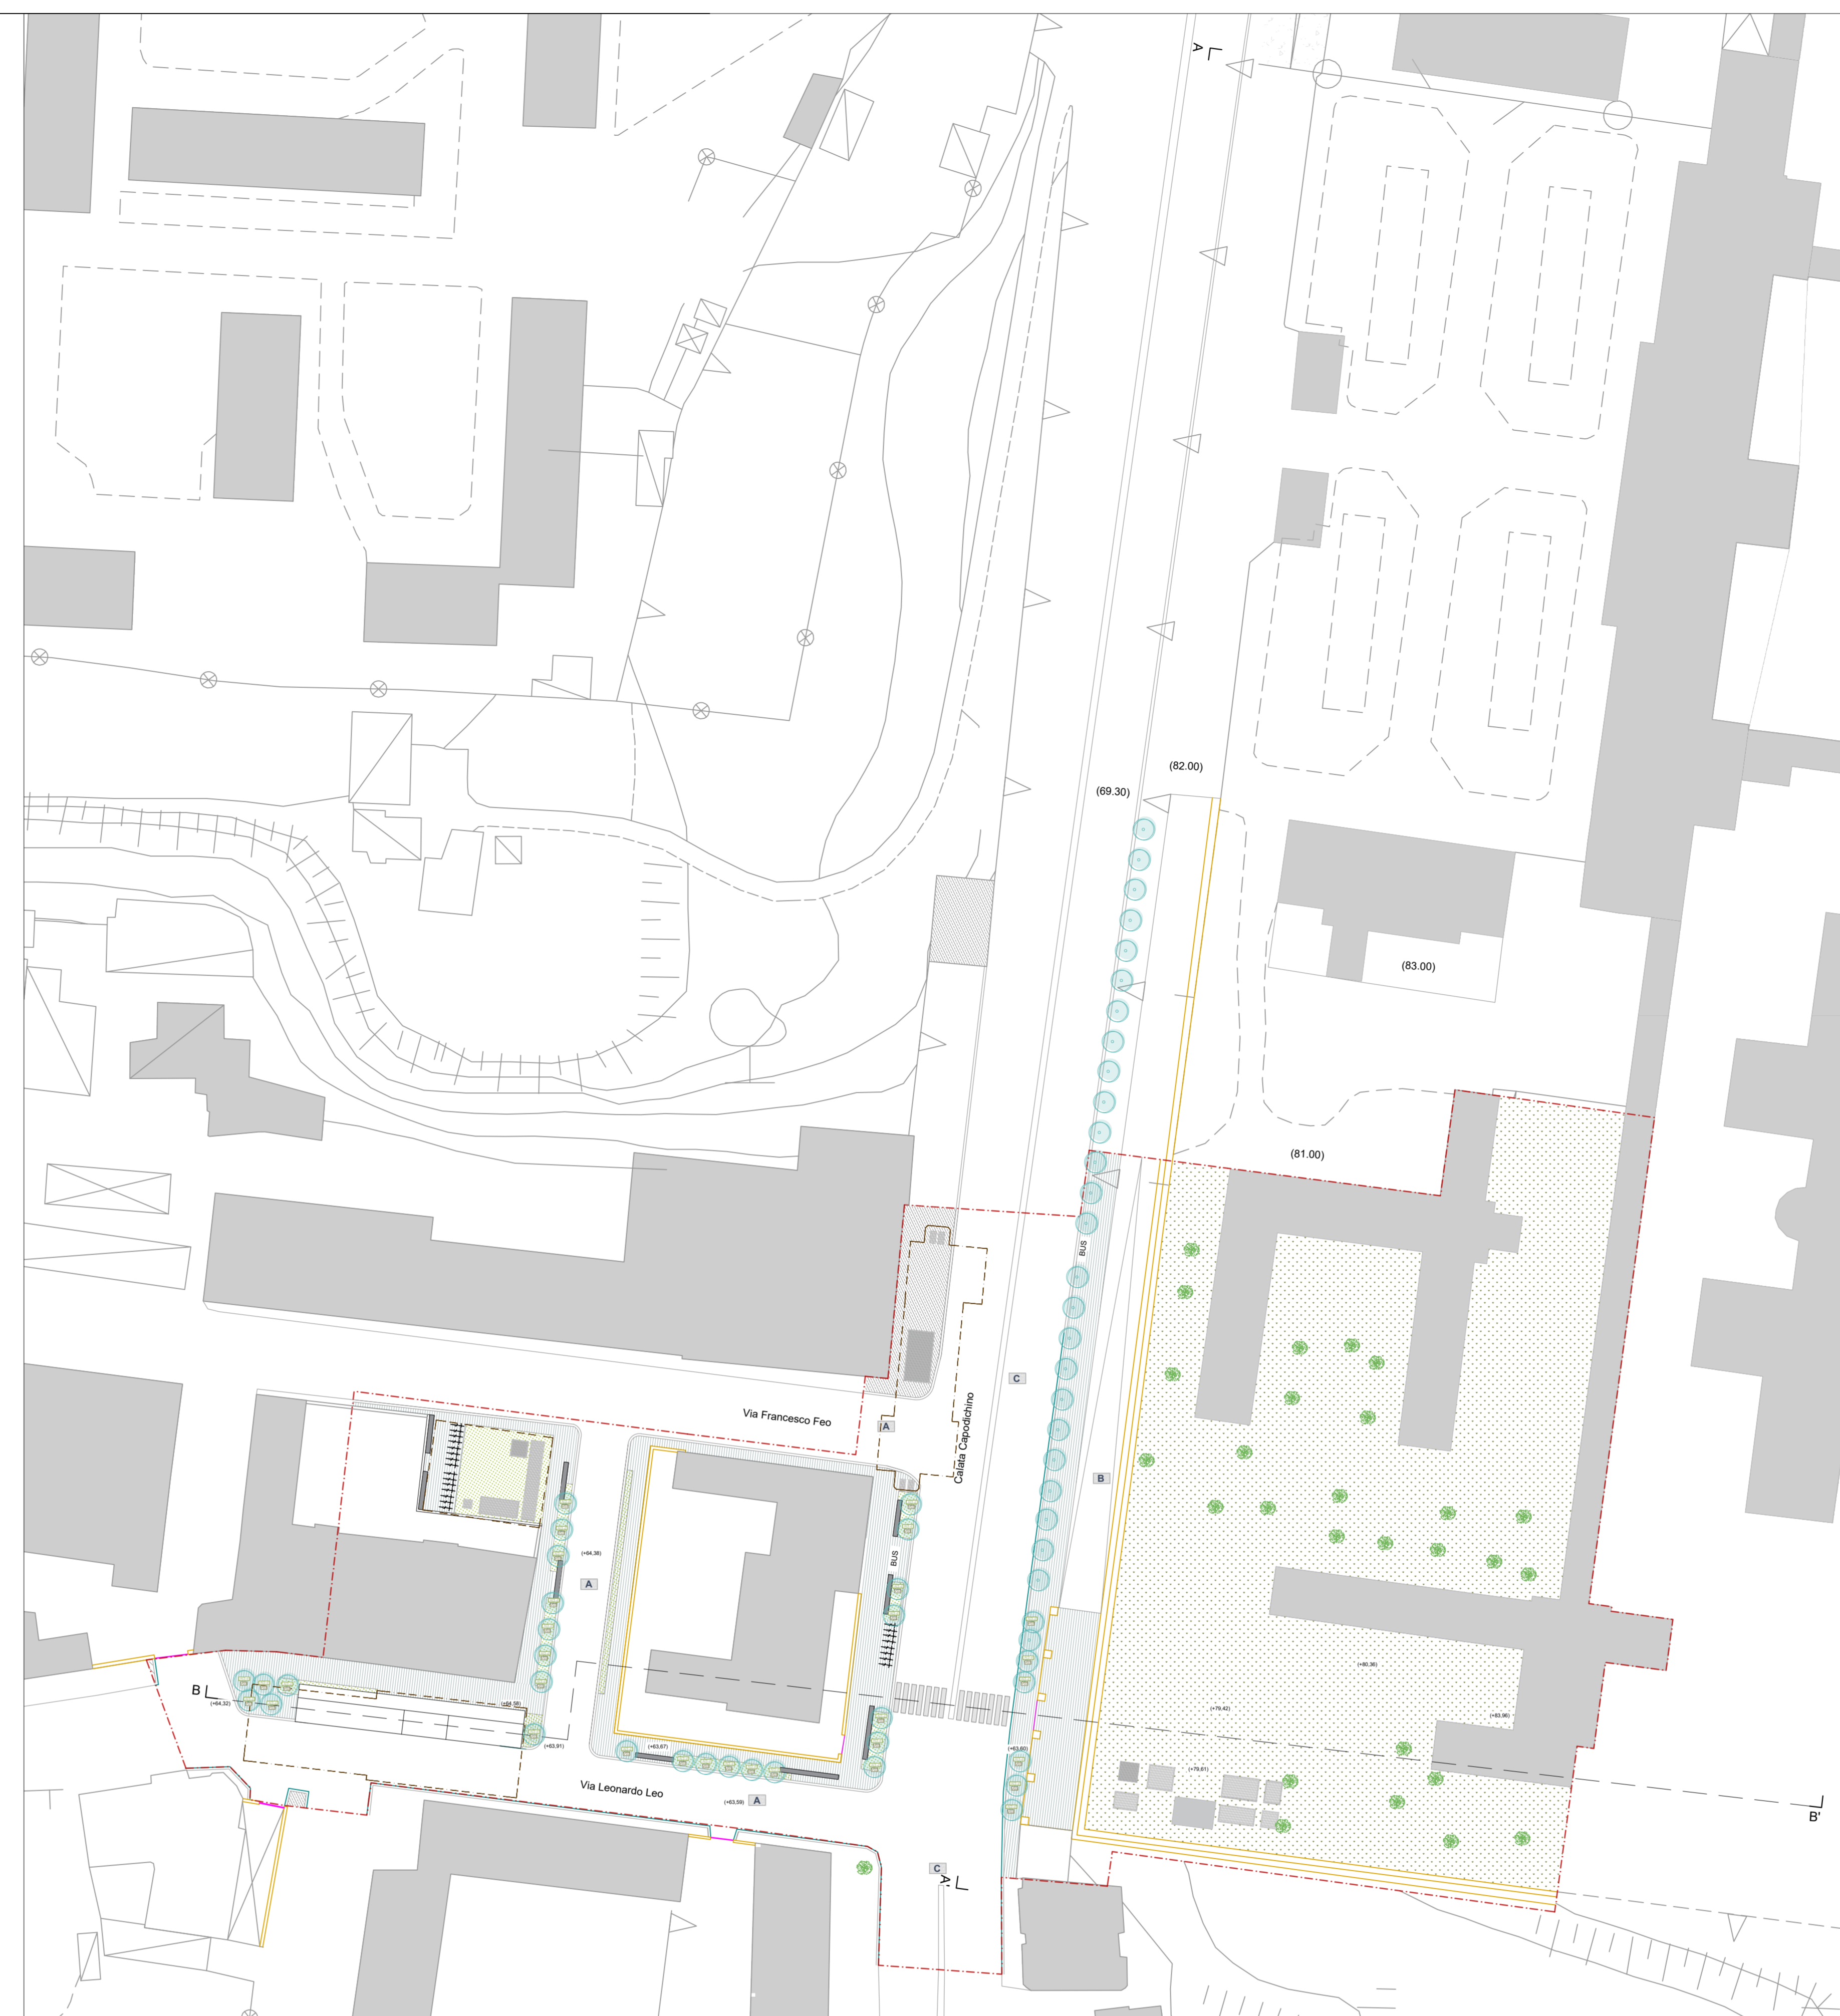 A
(82.00)
(69.30)
(83.00)
(81.00)
BUS
C
Calata Capodichino
Via Francesco Feo
A
B
BUS
(+64,38)
A
(+80,36)
B
(+64,32)
(+64,58)
(+79,42)
(+83,96)
(+63,91)
(+63,67)
(+63,60)
(+79,61)
Via Leonardo Leo
(+63,59)
A
B'
C
A'